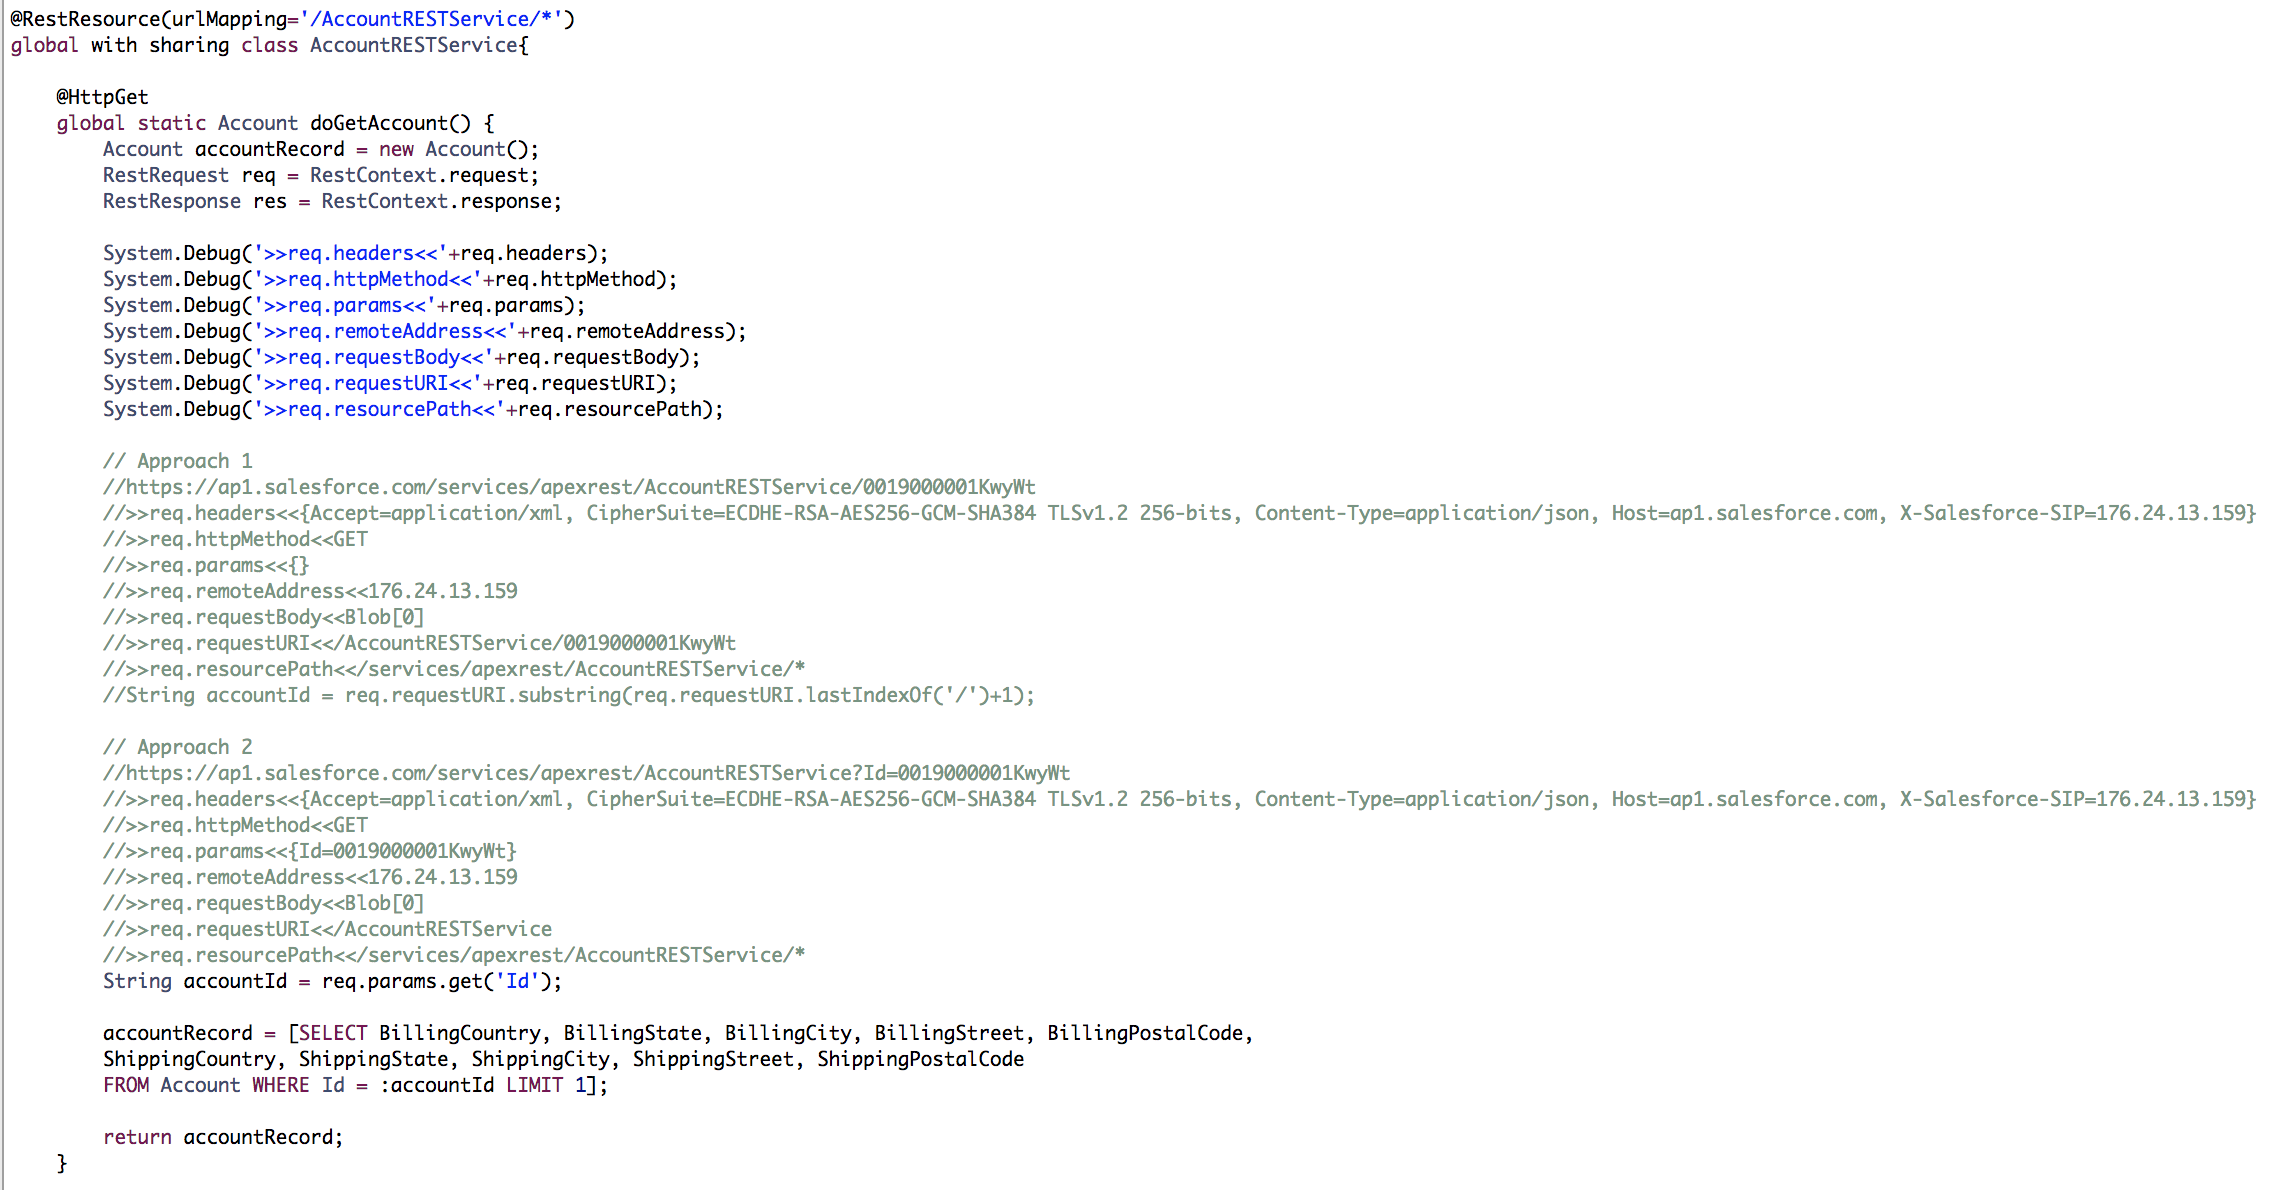 @RestResource(urlMapping='/AccountRESTService/*')
global with sharing class AccountRESTService{
@HttpGet
global static Account doGetAccount() {
Account accountRecord = new Account();
RestRequest req = RestContext.request;
RestResponse res = RestContext.response;
System.Debug('>>req.headers<<'+req.headers);
System.Debug('>>req.httpMethod<<'+req.httpMethod);
System.Debug('>>req.params<<'+req.params);
System.Debug('>>req.remoteAddress<<'+req.remoteAddress);
System.Debug('>>req.requestBody<<'+req.requestBody);
System.Debug('>>req.requestURI<<'+req.requestURI);
System.Debug('>>req.resourcePath<<'+req.resourcePath);
// Approach 1
//https://ap1.salesforce.com/services/apexrest/AccountRESTService/0019000001KwyWt
//>>req.headers<<{Accept=application/xml, CipherSuite=ECDHE-RSA-AES256-GCM-SHA384 TLSv1.2 256-bits, Content-Type=application/json, Host=ap1.salesforce.com, X-Salesforce-SIP=176.24.13.159}
//>>req.httpMethod<<GET
//>>req.params<<{}
//>>req.remoteAddress<<176.24.13.159
//>>req.requestBody<<Blob[0]
//>>req.requestURI<</AccountRESTService/0019000001KwyWt
//>>req.resourcePath<</services/apexrest/AccountRESTService/*
//String accountId = req.requestURI.substring(req.requestURI.lastIndexOf('/')+1);
// Approach 2
//https://ap1.salesforce.com/services/apexrest/AccountRESTService?Id=0019000001KwyWt
//>>req.headers<<{Accept=application/xml, CipherSuite=ECDHE-RSA-AES256-GCM-SHA384 TLSv1.2 256-bits, Content-Type=application/json, Host=ap1.salesforce.com, X-Salesforce-SIP=176.24.13.159}
//>>req.httpMethod<<GET
//>>req.params<<{Id=0019000001KwyWt}
//>>req.remoteAddress<<176.24.13.159
//>>req.requestBody<<Blob[0]
//>>req.requestURI<</AccountRESTService
//>>req.resourcePath<</services/apexrest/AccountRESTService/*
String accountId = req.params.get('Id');
accountRecord = [SELECT BillingCountry, BillingState, BillingCity, BillingStreet, BillingPostalCode,
ShippingCountry, ShippingState, ShippingCity, ShippingStreet, ShippingPostalCode
FROM Account WHERE Id = :accountId LIMIT 1];
return accountRecord;
}